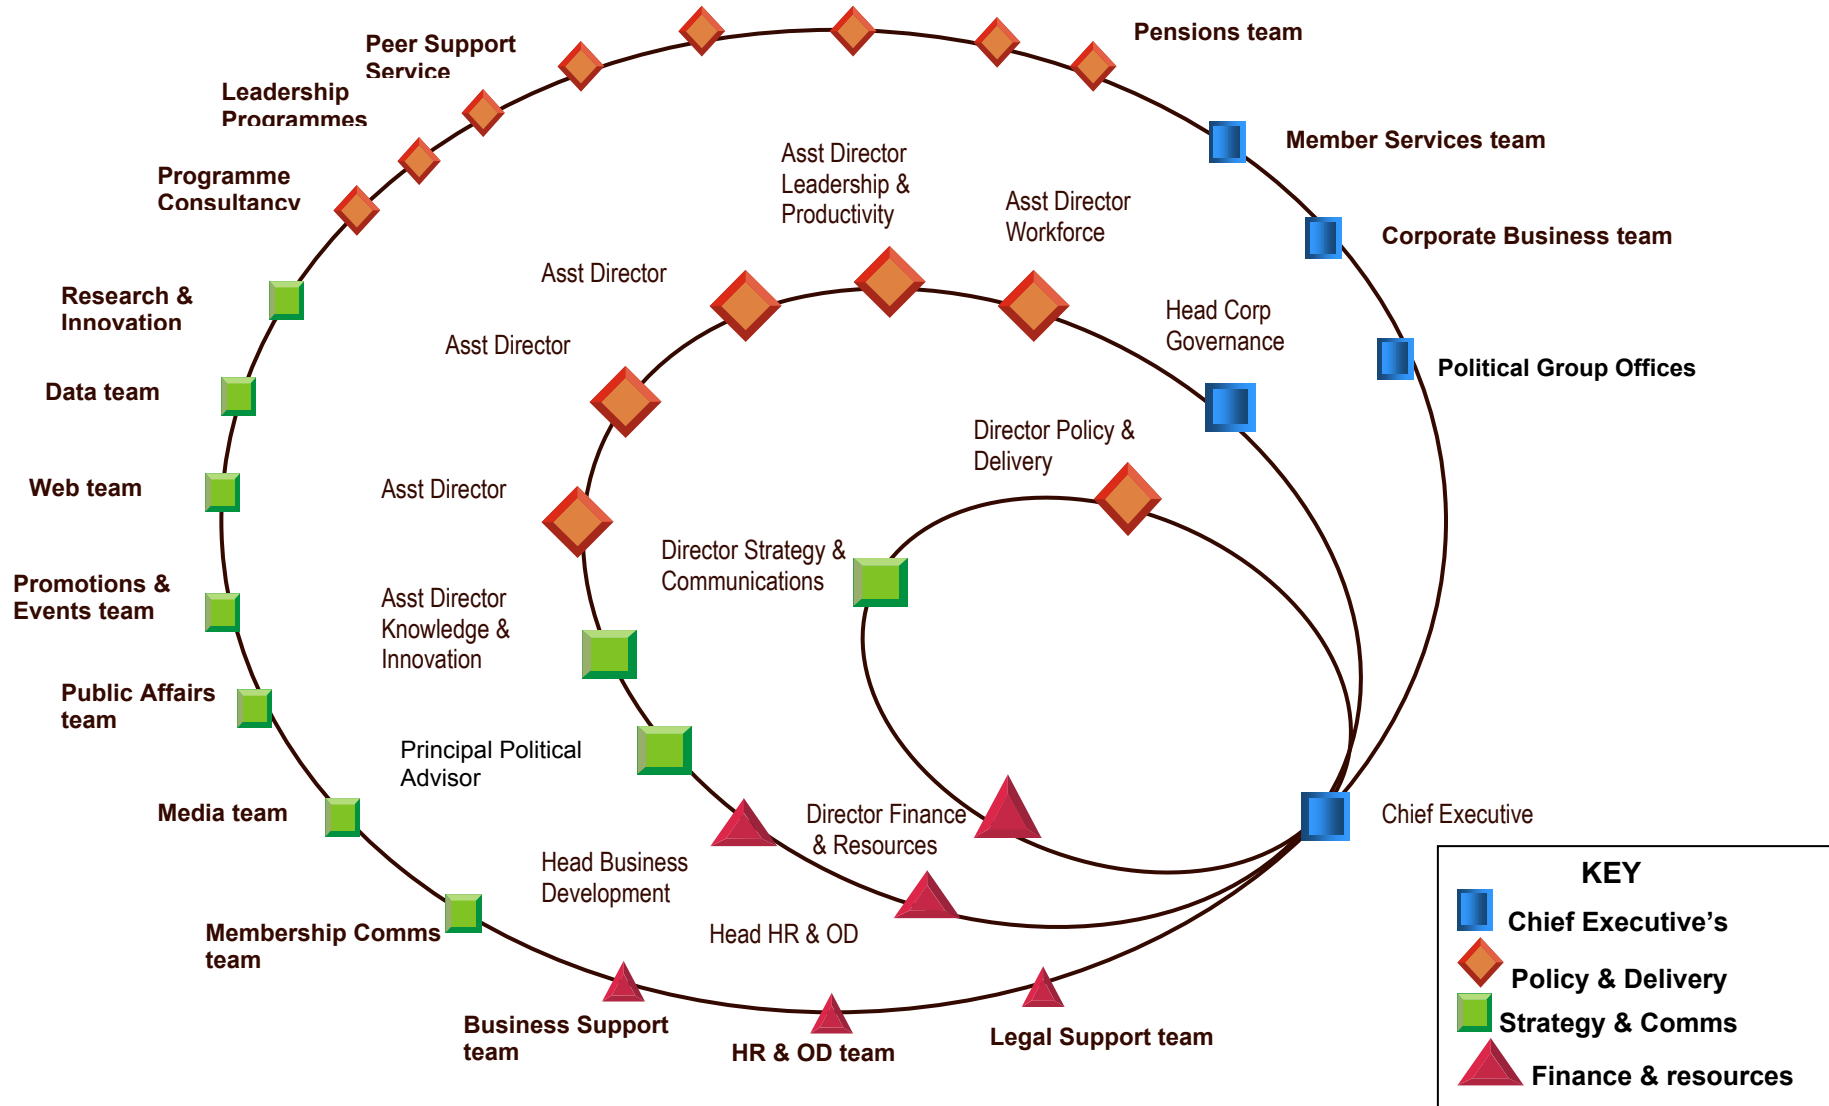 Pensions team
Peer Support
Service
Leadership
Programmes
Member Services team
Asst Director
Leadership &
Productivity
Programme
Consultancy
Asst Director
Workforce
Corporate Business team
Asst Director
Research &
Innovation
Head Corp
Governance
Asst Director
Political Group Offices
Data team
Director Policy &
Delivery
Web team
Asst Director
Director Strategy &
Communications
Promotions &
Events team
Asst Director
Knowledge &
Innovation
Public Affairs
team
Principal Political
Advisor
Media team
Director Finance
& Resources
Chief Executive
Head Business
Development
Membership Comms
team
Head HR & OD
Business Support
team
HR & OD team
Legal Support team
KEY
Chief Executive's
Policy & Delivery
Strategy & Comms
Finance & resources